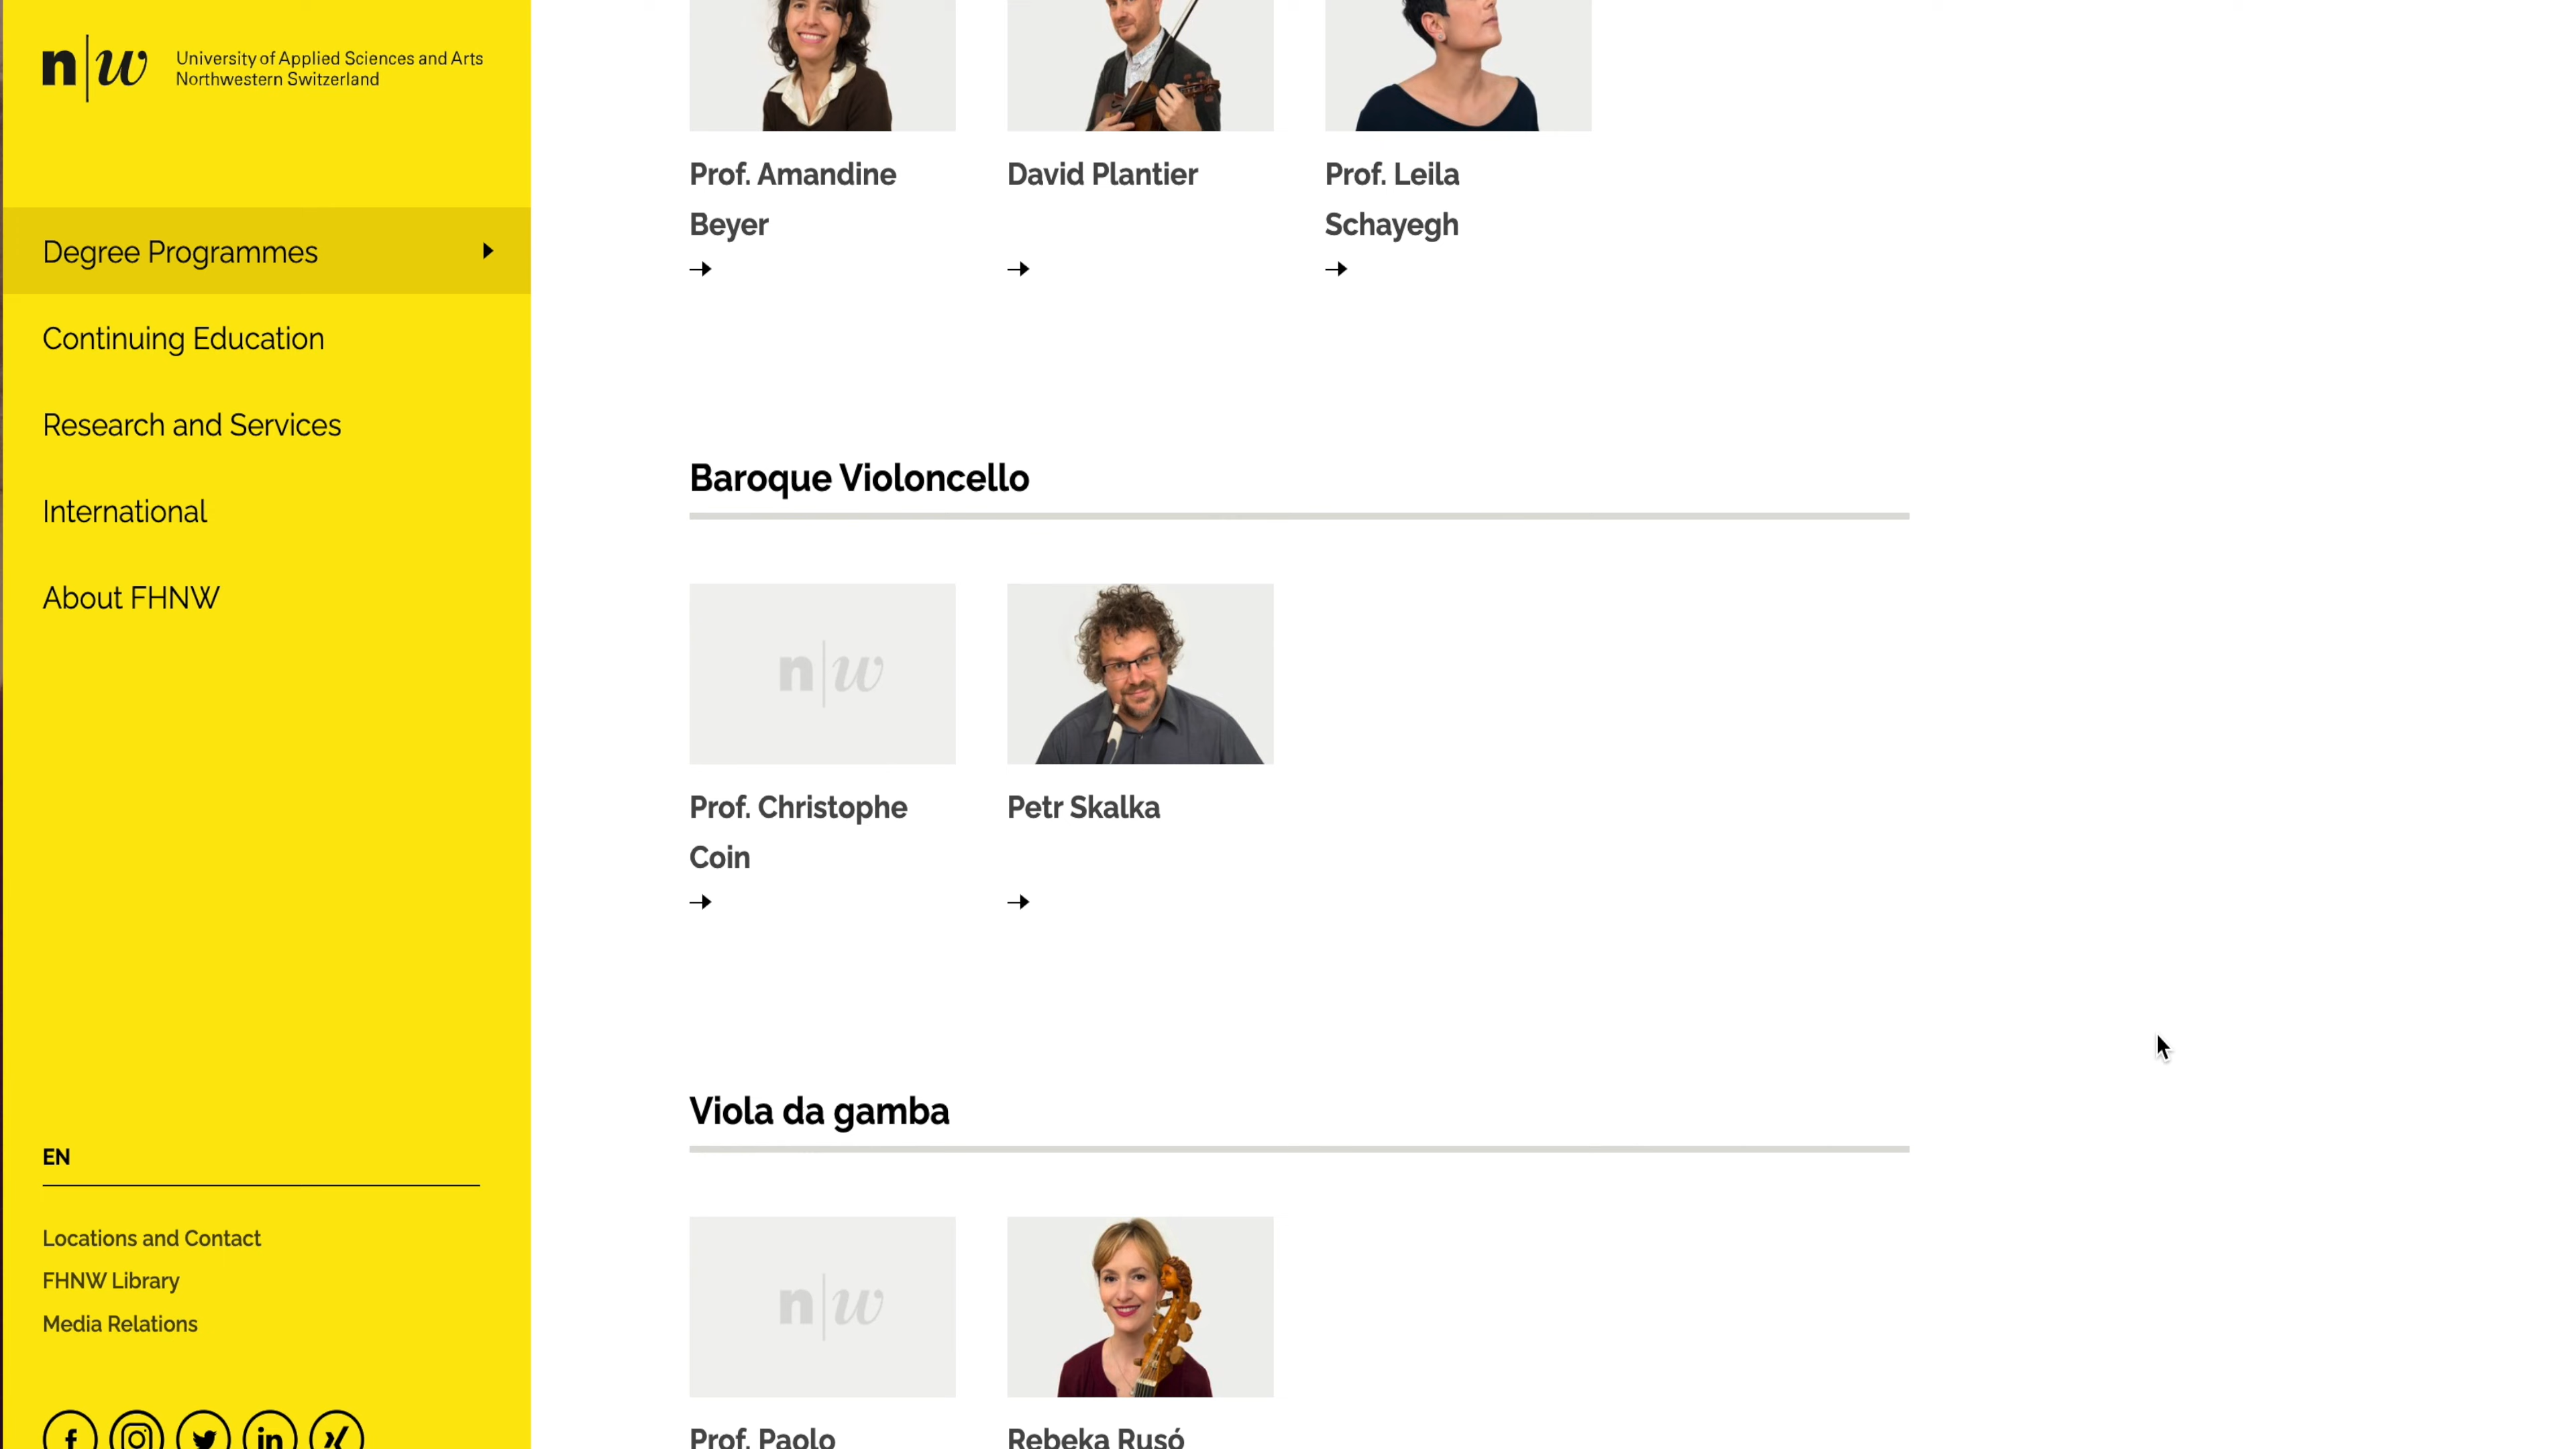 n|w
University of Applied Sciences and Arts
Northwestern Switzerland
Degree Programmes
Continuing Education
Research and Services
International
About FHNW
EN
Locations and Contact
FHNW Library
Media Relations
Prof. Amandine
Beyer
David Plantier
Prof. Leila
Schayegh
Baroque Violoncello
n|w
Prof. Christophe
Coin
Petr Skalka
Viola da gamba
n|w
Prof. Paolo
Rebeka Rusó